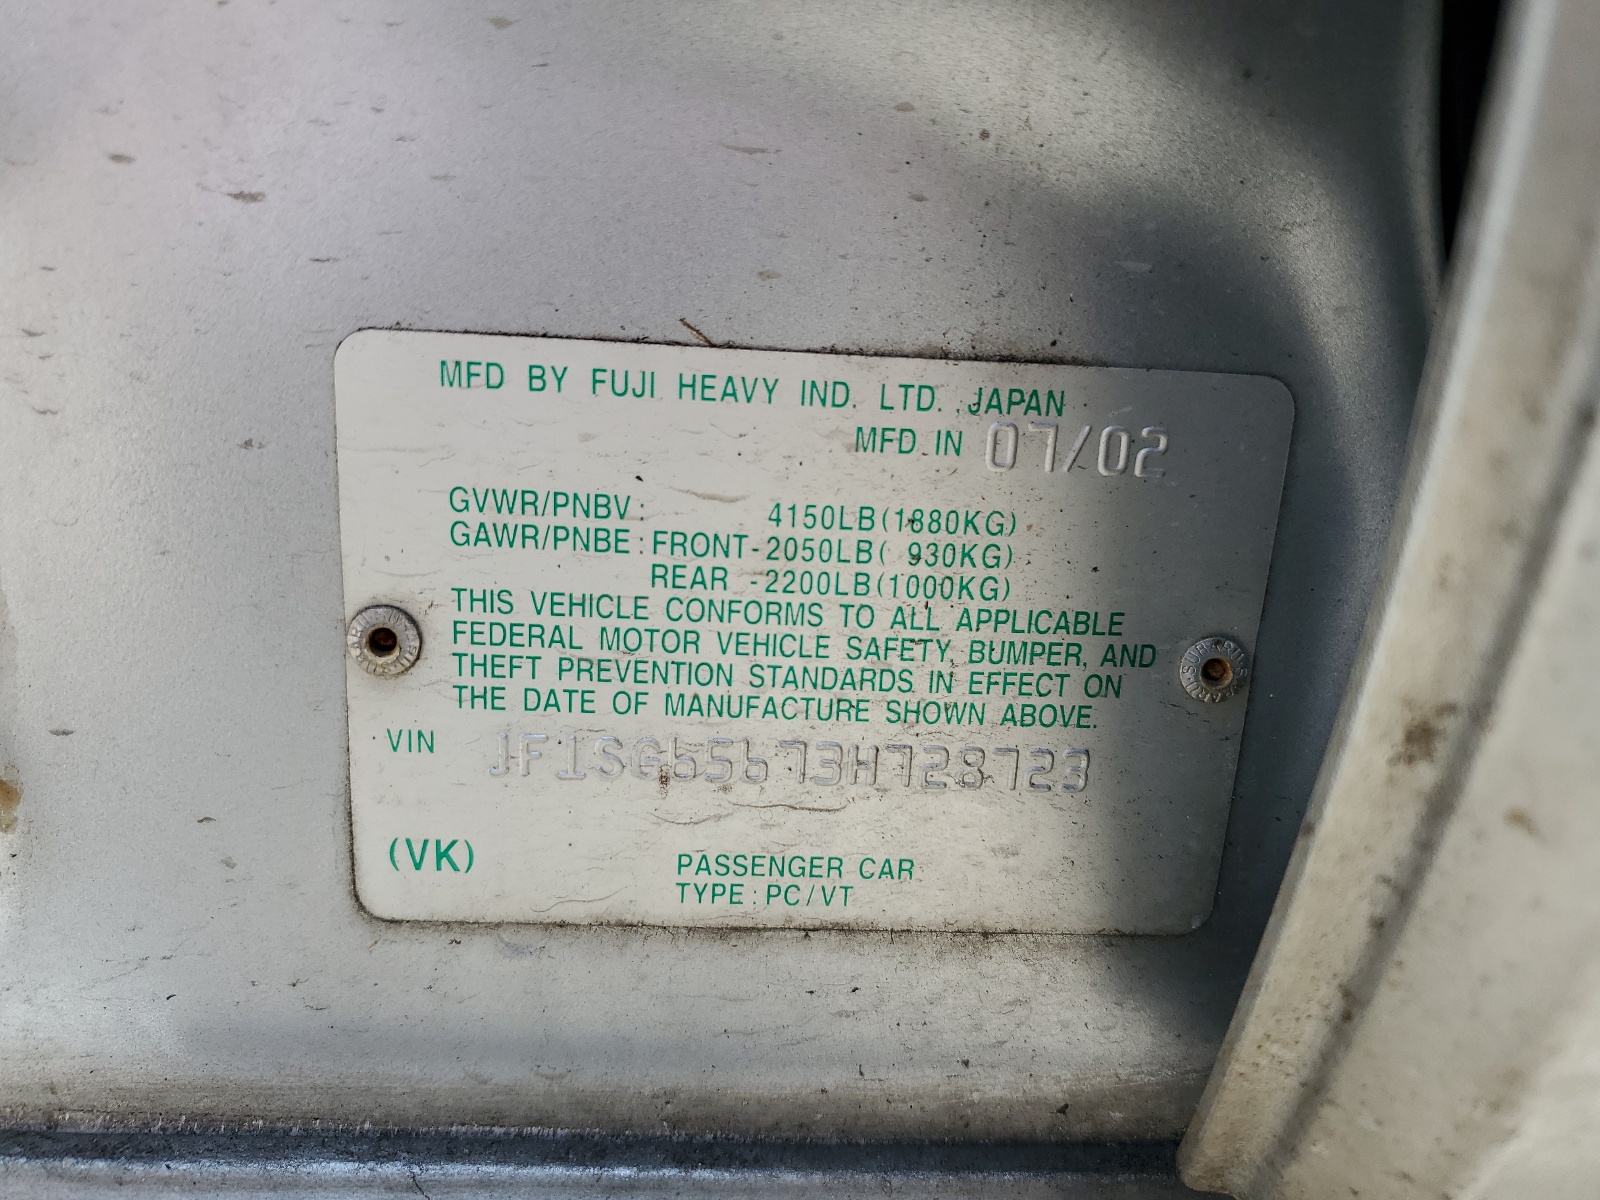 MFD BY FUJI HEAVY IND. LTD. JAPAN
MFD. IN 07/02
GVWR/PNBV: 4150LB(1880KG)
GAWR/PNBE: FRONT-2050LB( 930KG)
REAR -2200LB(1000KG)
THIS VEHICLE CONFORMS TO ALL APPLICABLE
FEDERAL MOTOR VEHICLE SAFETY, BUMPER, AND
THEFT PREVENTION STANDARDS IN EFFECT ON
THE DATE OF MANUFACTURE SHOWN ABOVE.
VIN JF1SG65673H728723
(VK)
PASSENGER CAR
TYPE: PC/VT